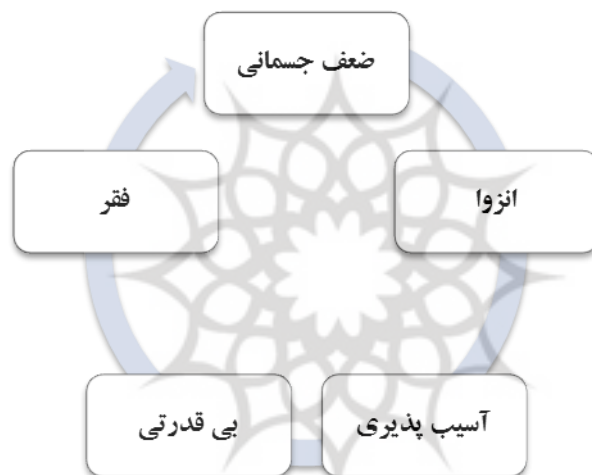 ضعف جسمانی
انزوا
آسیب پذیری
بی قدرتی
فقر